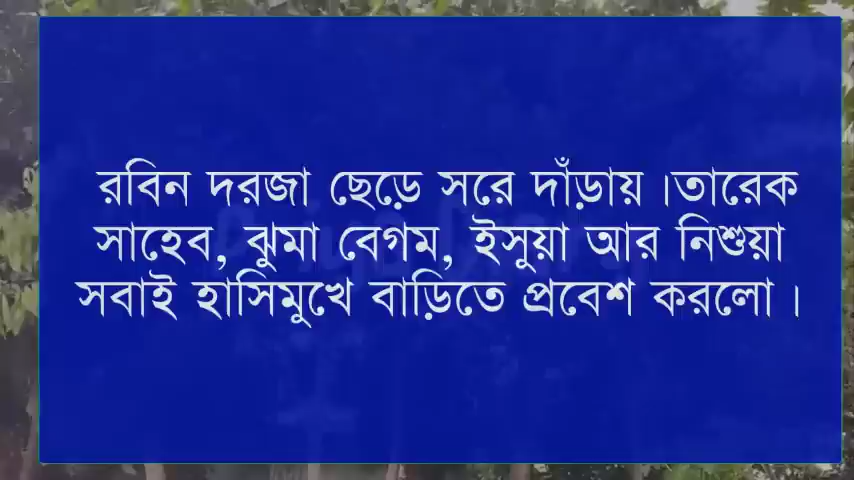 রবিন দরজা ছেড়ে সরে দাঁড়ায় ।তারেক
সাহেব, ঝুমা বেগম, ইসুয়া আর নিশুয়া
সবাই হাসিমুখে বাড়িতে প্রবেশ করলো ।